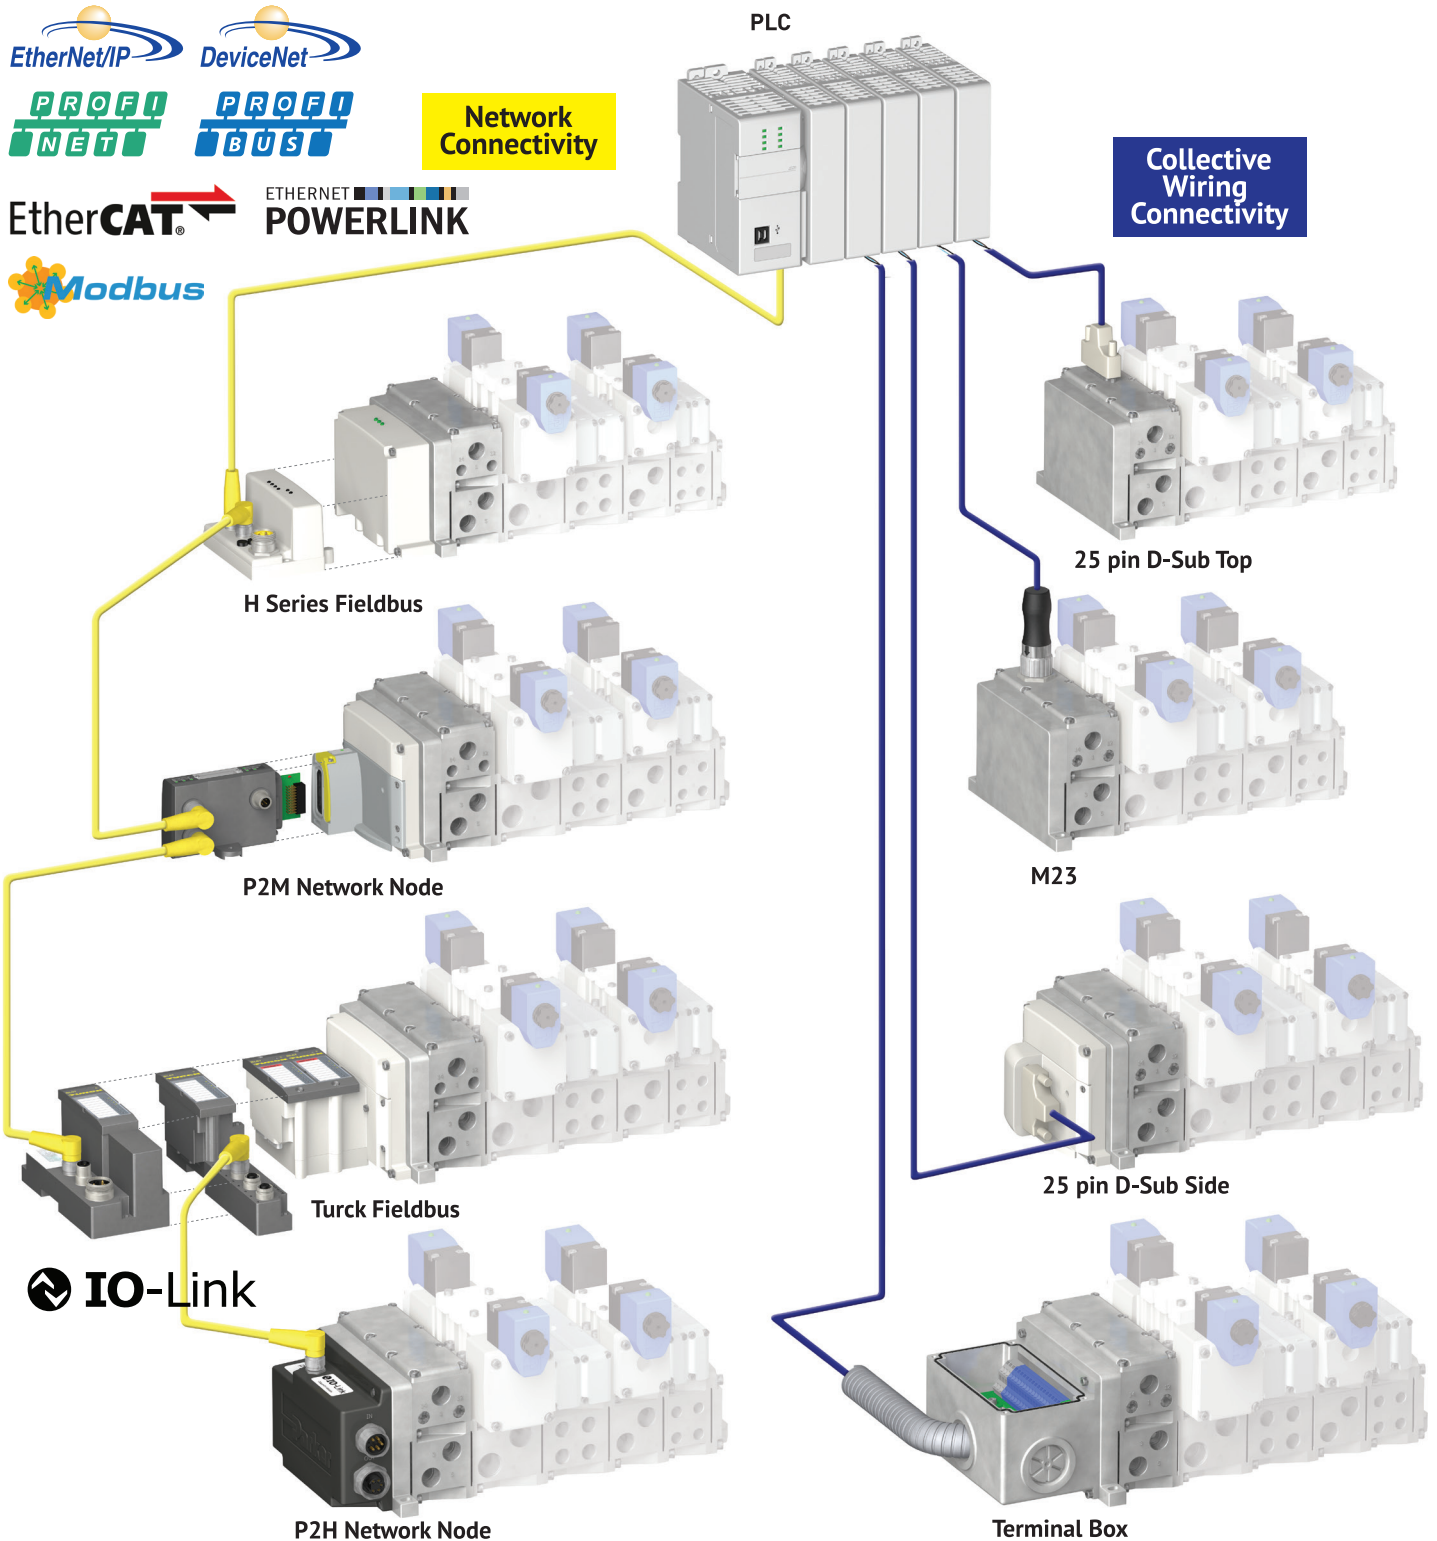 PLC
EtherNet/IP
DeviceNet
PROFI
NET
PROFI
BUS
Network
Connectivity
Collective
Wiring
Connectivity
EtherCAT®
ETHERNET
POWERLINK
Modbus
25 pin D-Sub Top
H Series Fieldbus
M23
P2M Network Node
25 pin D-Sub Side
Turck Fieldbus
IO-Link
IO-Link
P2H Network Node
Terminal Box